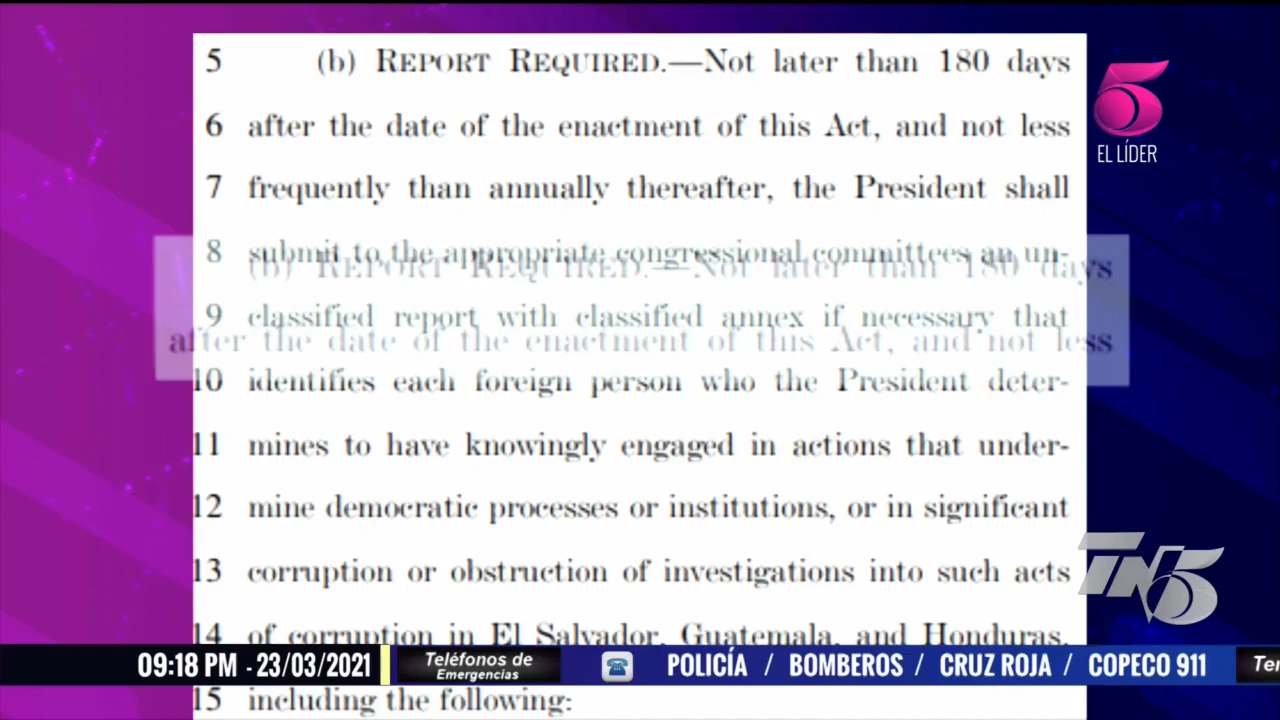 5 (b) REPORT REQUIRED.—Not later than 180 days
6 after the date of the enactment of this Act, and not less
7 frequently than annually thereafter, the President shall
8 submit to the appropriate congressional committees an un-
(b) REPORT REQUIRED.—Not later than 180 days
9 classified report with classified annex if necessary that
after the date of the enactment of this Act, and not less
10 identifies each foreign person who the President deter-
11 mines to have knowingly engaged in actions that under-
12 mine democratic processes or institutions, or in significant
13 corruption or obstruction of investigations into such acts
14 of corruption in El Salvador, Guatemala, and Honduras,
15 including the following:
5
EL LÍDER
TN5
09:18 PM - 23/03/2021
Teléfonos de
Emergencias
POLICÍA / BOMBEROS / CRUZ ROJA / COPECO 911